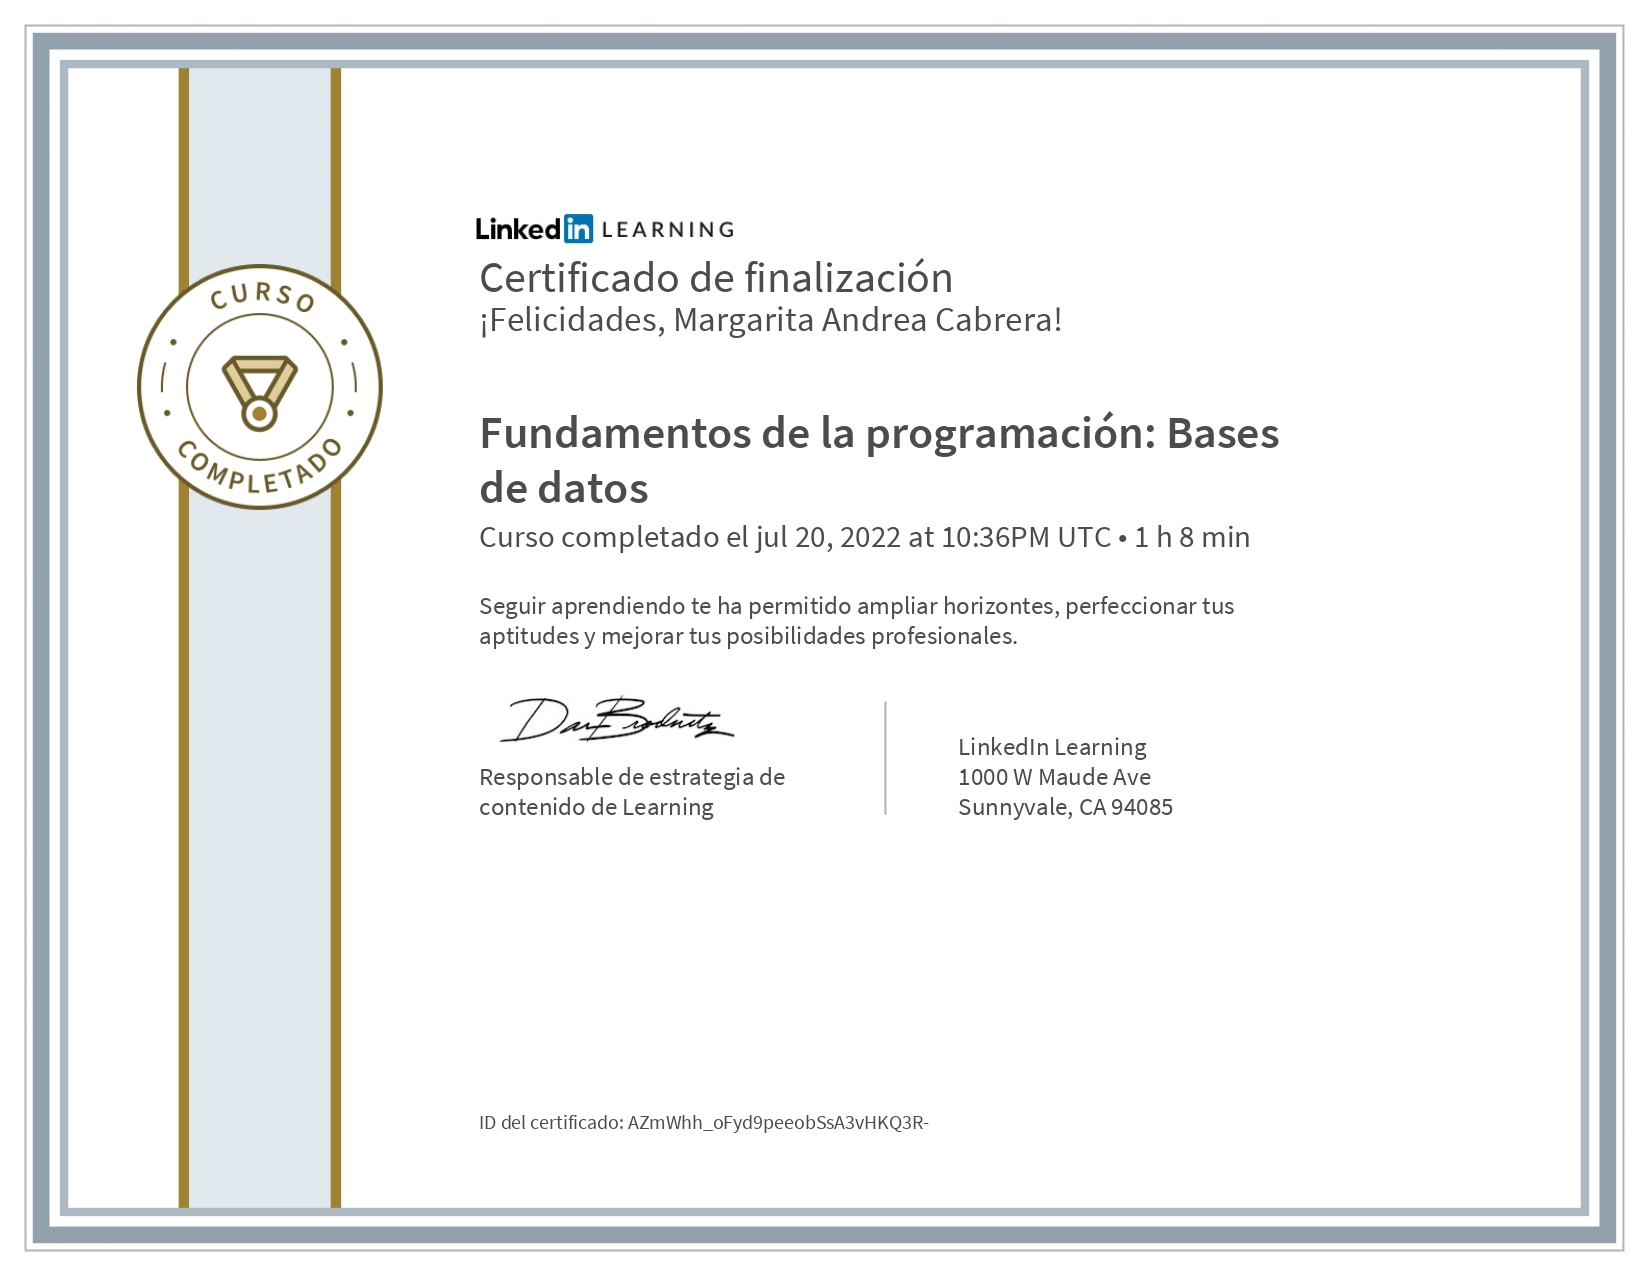 LinkedIn LEARNING
Certificado de finalización
¡Felicidades, Margarita Andrea Cabrera!
CURSO
COMPLETADO
Fundamentos de la programación: Bases
de datos
Curso completado el jul 20, 2022 at 10:36PM UTC • 1 h 8 min
Seguir aprendiendo te ha permitido ampliar horizontes, perfeccionar tus
aptitudes y mejorar tus posibilidades profesionales.
Dan Brodnitz
Responsable de estrategia de
contenido de Learning
LinkedIn Learning
1000 W Maude Ave
Sunnyvale, CA 94085
ID del certificado: AZmWhh_oFyd9peeobSsA3vHKQ3R-